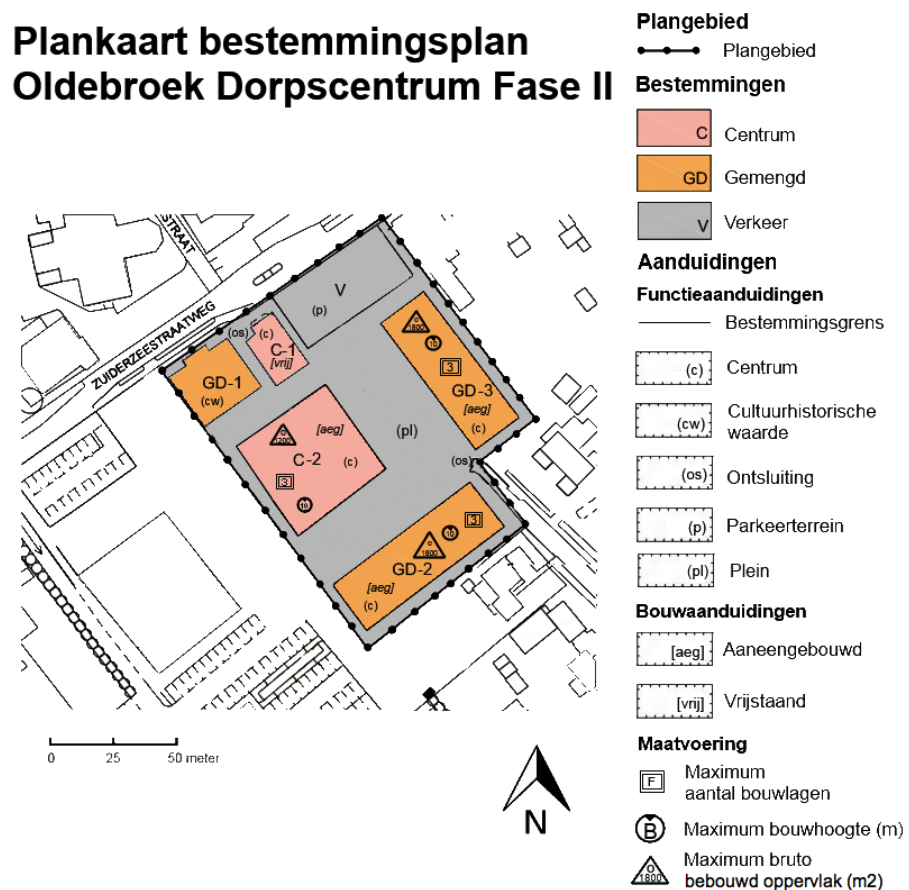 Plankaart bestemmingsplan
Oldebroek Dorpscentrum Fase II
STRAAT
ZUIDERZEESTRAATWEG
V
(p)
(os)
(c)
C-1
[vrij]
GD-1
(cw)
O
1800
10
3
GD-3
[aeg]
(c)
[aeg]
O
C-2
(c)
3
10
(pl)
(os)
3
10
O
1800
GD-2
[aeg]
(c)
0 25 50 meter
N
Plangebied
Plangebied
Bestemmingen
C Centrum
GD Gemengd
V Verkeer
Aanduidingen
Functieaanduidingen
Bestemmingsgrens
(c) Centrum
(cw) Cultuurhistorische
waarde
(os) Ontsluiting
(p) Parkeerterrein
(pl) Plein
Bouwaanduidingen
[aeg] Aaneengebouwd
[vrij] Vrijstaand
Maatvoering
F Maximum
aantal bouwlagen
B Maximum bouwhoogte (m)
O
1800
Maximum bruto
bebouwd oppervlak (m2)